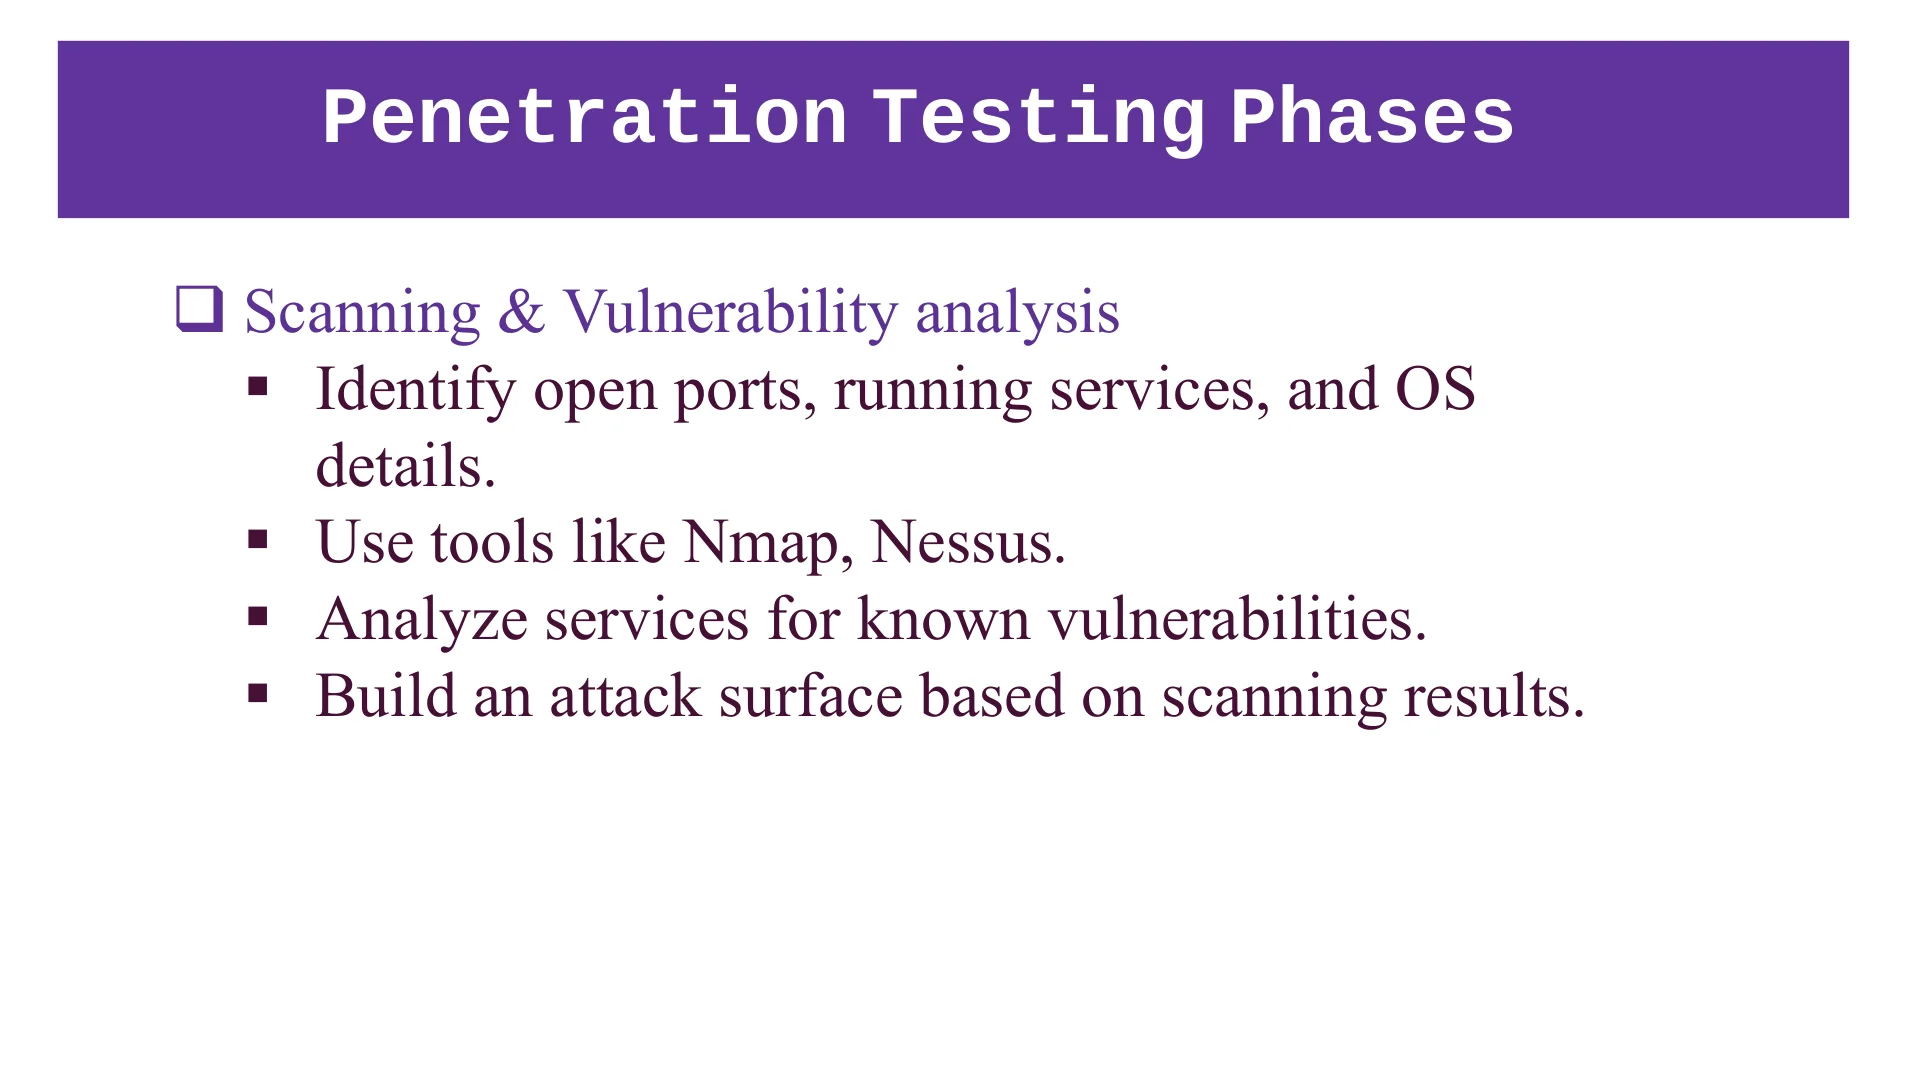 Penetration Testing Phases
❑ Scanning & Vulnerability analysis
▪ Identify open ports, running services, and OS
details.
▪ Use tools like Nmap, Nessus.
▪ Analyze services for known vulnerabilities.
▪ Build an attack surface based on scanning results.